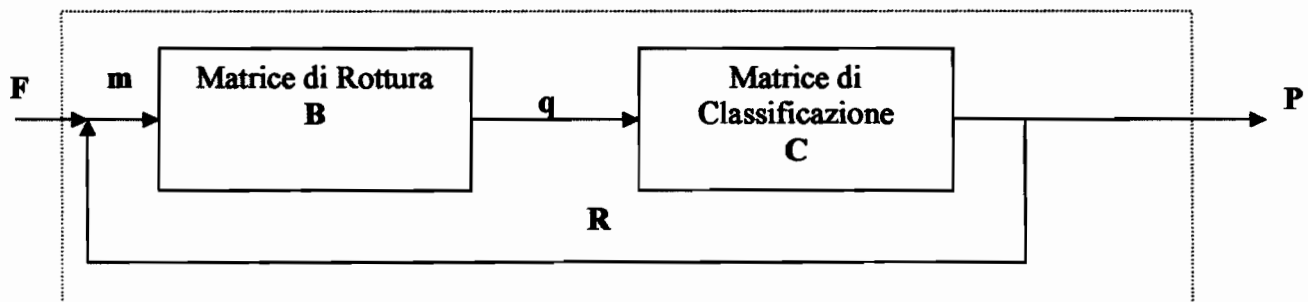 F
m
Matrice di Rottura
B
q
Matrice di
Classificazione
C
P
R